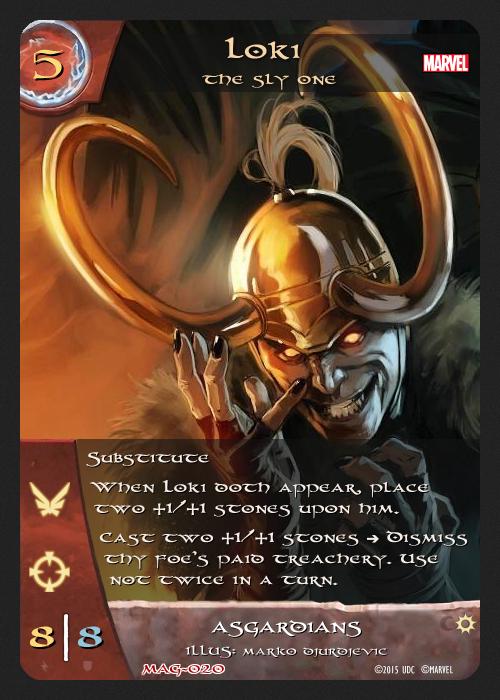 5
Loki
The Sly One
MARVEL
Substitute
When Loki doth appear, place
two +1/+1 stones upon him.
Cast two +1/+1 stones → Dismiss
thy foe's paid treachery. Use
not twice in a turn.
8 | 8
Asgardians
Illus: Marko Djurdjevic
MAG-020
©2015 UDC ©MARVEL